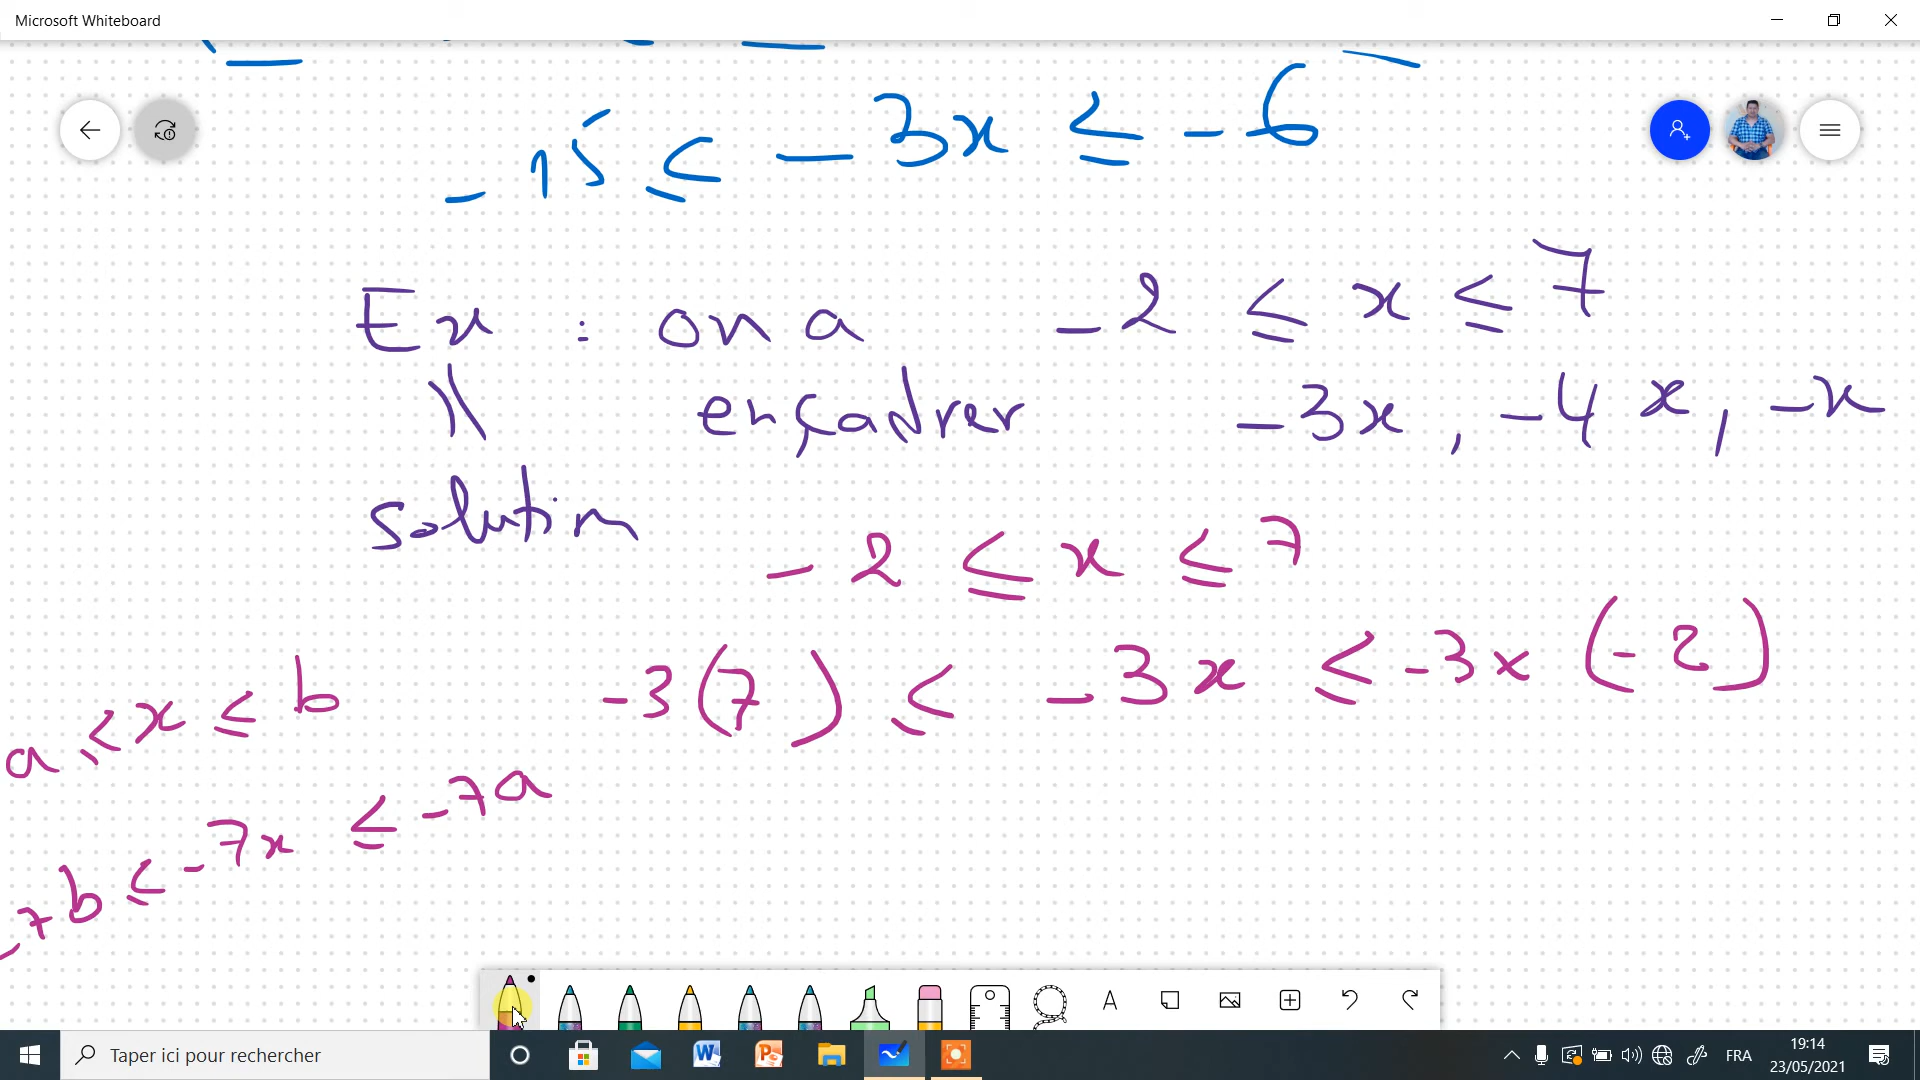 Microsoft Whiteboard
-15 ≤ -3x ≤ -6
Ex : on a -2 ≤ x ≤ 7
encadrer -3x, -4x, -x
solution
-2 ≤ x ≤ 7
-3(7) ≤ -3x ≤ -3x(-2)
a ≤ x ≤ b
-7b ≤ -7x ≤ -7a
Taper ici pour rechercher
FRA
19:14
23/05/2021